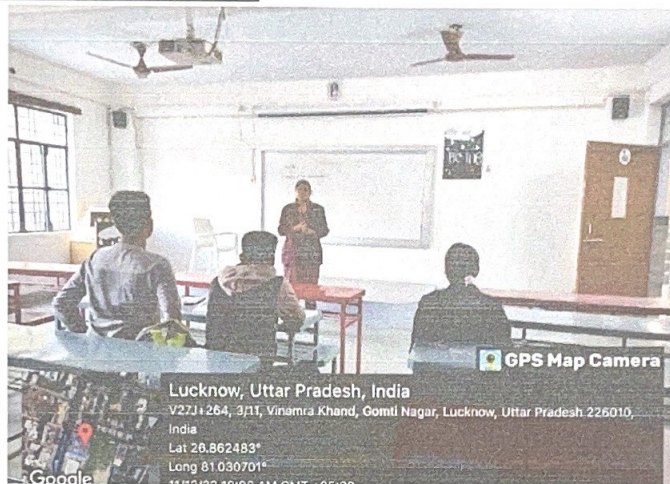 GPS Map Camera
Lucknow, Uttar Pradesh, India
V27J+264, 3/11, Vinamra Khand, Gomti Nagar, Lucknow, Uttar Pradesh 226010,
India
Lat 26.862483°
Long 81.030701°
Google